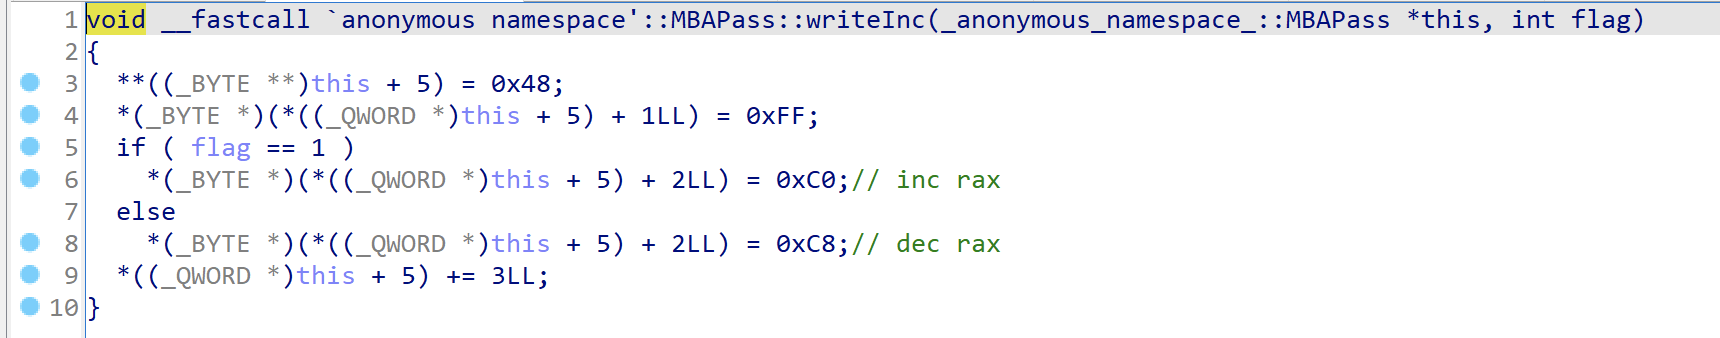 1 void __fastcall `anonymous namespace'::MBAPass::writeInc(_anonymous_namespace_::MBAPass *this, int flag)
2 {
3   **((_BYTE **)this + 5) = 0x48;
4   *(_BYTE *)(*((_QWORD *)this + 5) + 1LL) = 0xFF;
5   if ( flag == 1 )
6     *(_BYTE *)(*((_QWORD *)this + 5) + 2LL) = 0xC0;// inc rax
7   else
8     *(_BYTE *)(*((_QWORD *)this + 5) + 2LL) = 0xC8;// dec rax
9   *((_QWORD *)this + 5) += 3LL;
10 }